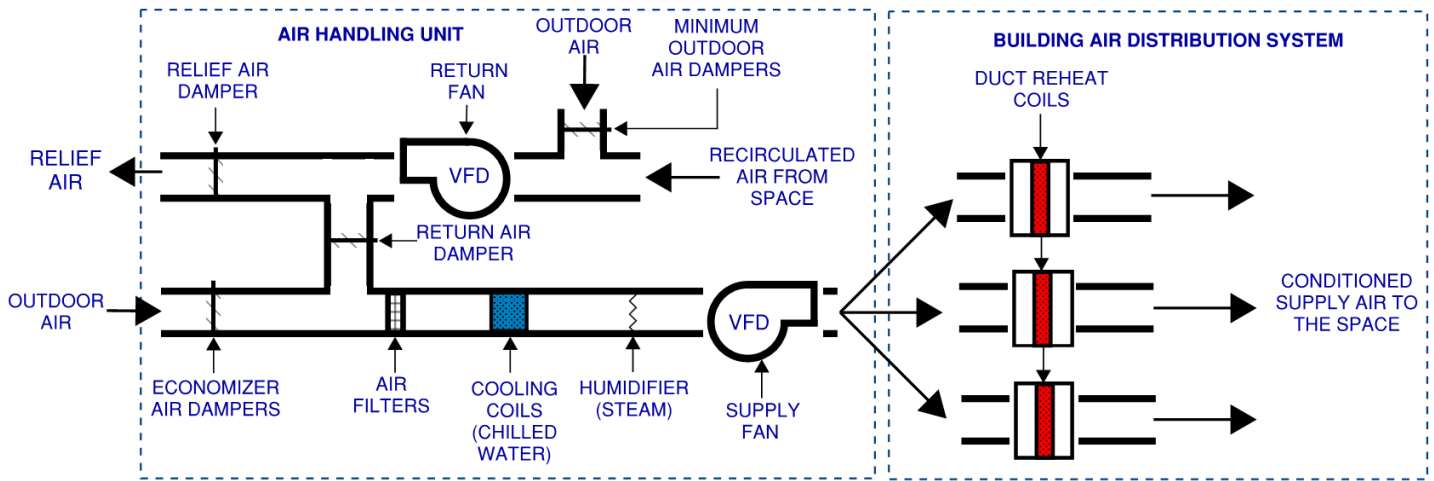 AIR HANDLING UNIT
OUTDOOR
AIR
MINIMUM
OUTDOOR
AIR DAMPERS
RELIEF AIR
DAMPER
RETURN
FAN
RELIEF
AIR
VFD
RECIRCULATED
AIR FROM
SPACE
RETURN AIR
DAMPER
OUTDOOR
AIR
VFD
ECONOMIZER
AIR DAMPERS
AIR
FILTERS
COOLING
COILS
(CHILLED
WATER)
HUMIDIFIER
(STEAM)
SUPPLY
FAN
BUILDING AIR DISTRIBUTION SYSTEM
DUCT REHEAT
COILS
CONDITIONED
SUPPLY AIR TO
THE SPACE